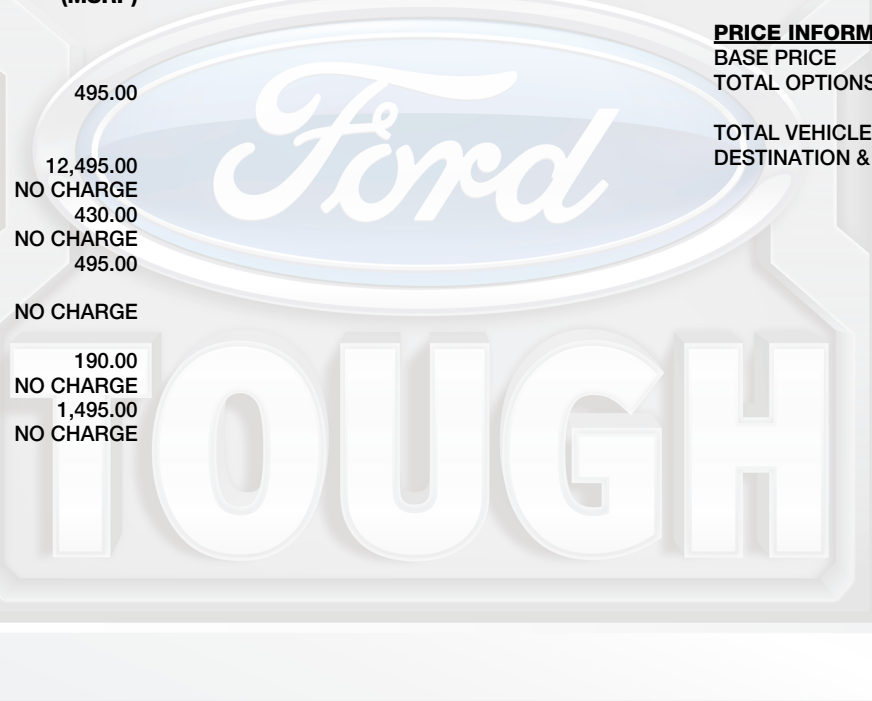 (MSRP)
495.00
12,495.00
NO CHARGE
430.00
NO CHARGE
495.00
NO CHARGE
190.00
NO CHARGE
1,495.00
NO CHARGE
PRICE INFORM
BASE PRICE
TOTAL OPTIONS
TOTAL VEHICLE
DESTINATION &
Ford
TOUGH